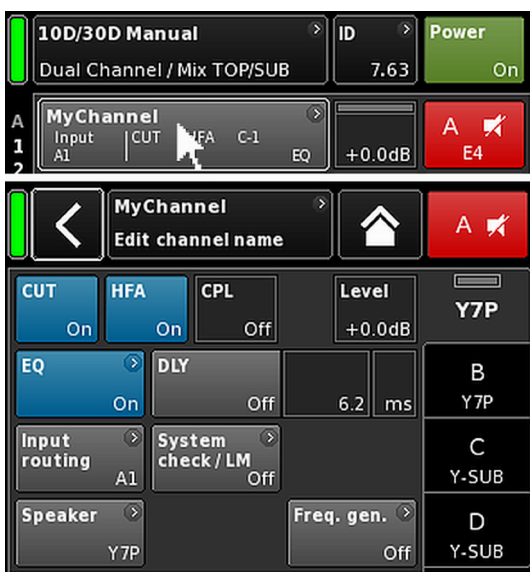 10D/30D Manual
Dual Channel / Mix TOP/SUB
ID
7.63
Power
On
A
1
2
MyChannel
Input
A1
CUT
HFA
C-1
EQ
+0.0dB
A
E4
MyChannel
Edit channel name
A
CUT
On
HFA
On
CPL
Off
Level
+0.0dB
Y7P
EQ
On
DLY
Off
6.2
ms
B
Y7P
Input
routing
A1
System
check / LM
Off
C
Y-SUB
Speaker
Y7P
Freq. gen.
Off
D
Y-SUB